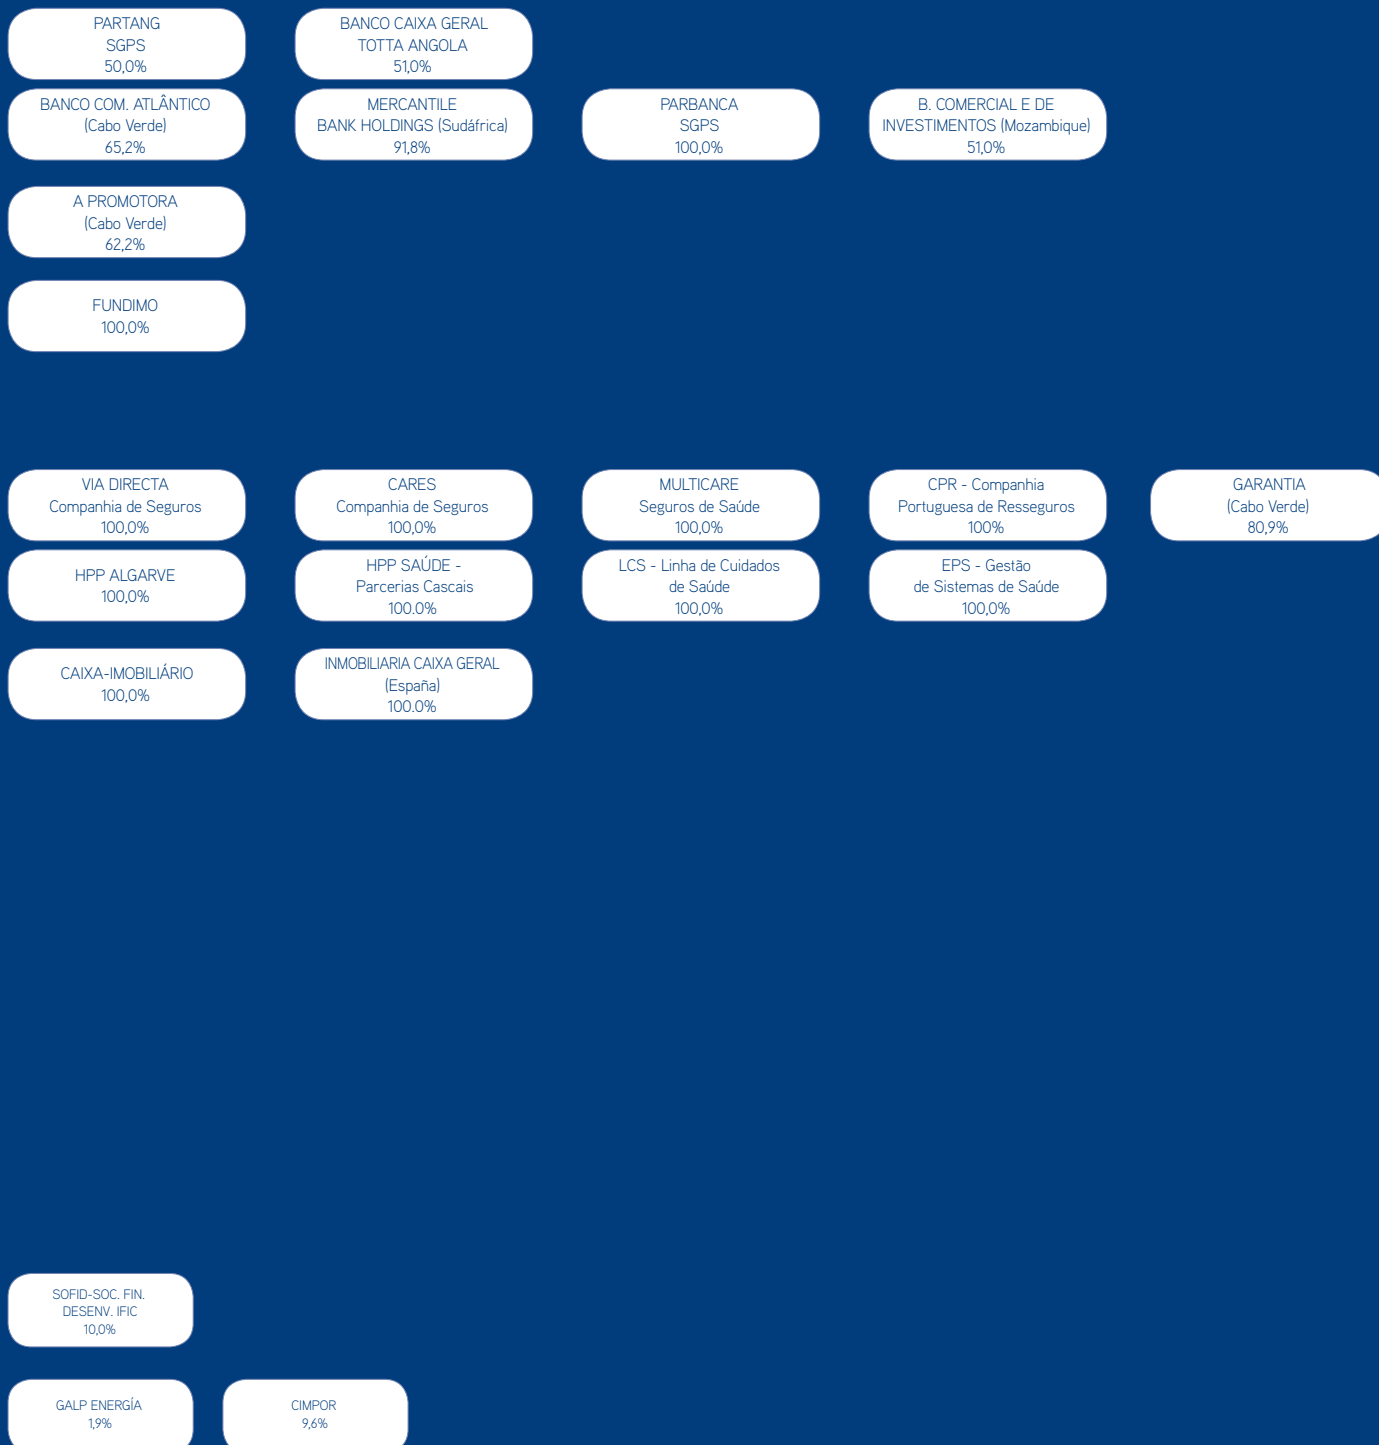 PARTANG
SGPS
50,0%
BANCO CAIXA GERAL
TOTTA ANGOLA
51,0%
BANCO COM. ATLÂNTICO
(Cabo Verde)
65,2%
MERCANTILE
BANK HOLDINGS (Sudáfrica)
91,8%
PARBANCA
SGPS
100,0%
B. COMERCIAL E DE
INVESTIMENTOS (Mozambique)
51,0%
A PROMOTORA
(Cabo Verde)
62,2%
FUNDIMO
100,0%
VIA DIRECTA
Companhia de Seguros
100,0%
CARES
Companhia de Seguros
100,0%
MULTICARE
Seguros de Saúde
100,0%
CPR - Companhia
Portuguesa de Resseguros
100%
GARANTIA
(Cabo Verde)
80,9%
HPP ALGARVE
100,0%
HPP SAÚDE -
Parcerias Cascais
100.0%
LCS - Linha de Cuidados
de Saúde
100,0%
EPS - Gestão
de Sistemas de Saúde
100,0%
CAIXA-IMOBILIÁRIO
100,0%
INMOBILIARIA CAIXA GERAL
(España)
100.0%
SOFID-SOC. FIN.
DESENV. IFIC
10,0%
GALP ENERGÍA
1,9%
CIMPOR
9,6%